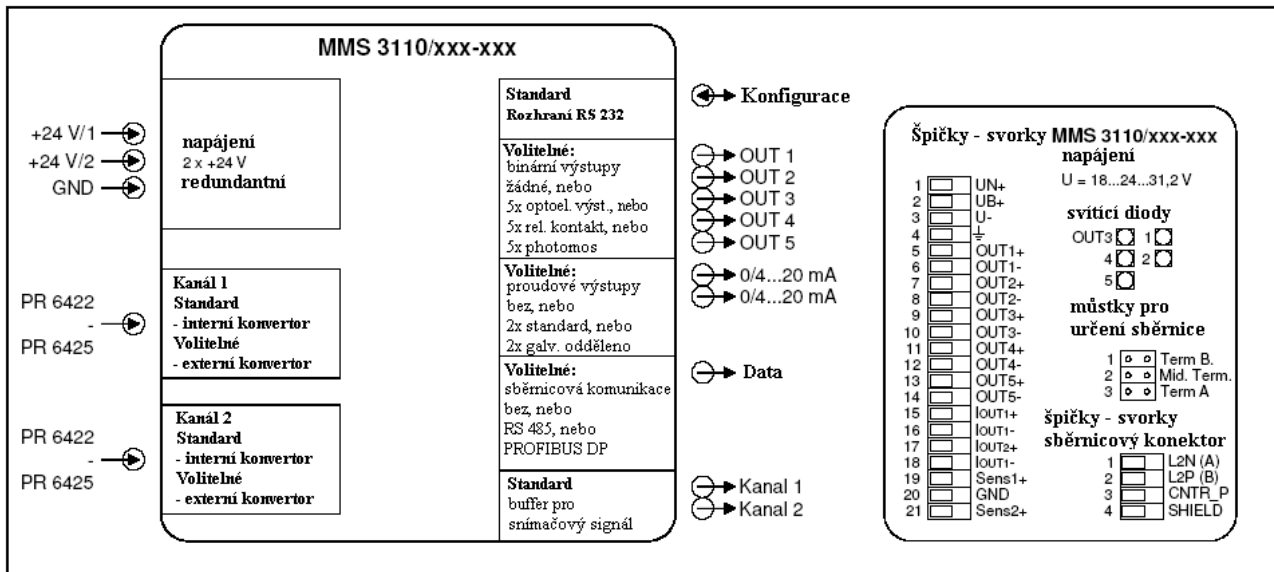 MMS 3110/xxx-xxx
+24 V/1
+24 V/2
GND
napájení
2 x +24 V
redundantní
PR 6422
-
PR 6425
Kanál 1
Standard
- interní konvertor
Volitelné
- externí konvertor
PR 6422
-
PR 6425
Kanál 2
Standard
- interní konvertor
Volitelné
- externí konvertor
Standard
Rozhraní RS 232
Volitelné:
binární výstupy
žádné, nebo
5x optoel. výst., nebo
5x rel. kontakt, nebo
5x photomos
Volitelné:
proudové výstupy
bez, nebo
2x standard, nebo
2x galv. odděleno
Volitelné:
sběrnicová komunikace
bez, nebo
RS 485, nebo
PROFIBUS DP
Standard
buffer pro
snímačový signál
Konfigurace
OUT 1
OUT 2
OUT 3
OUT 4
OUT 5
0/4...20 mA
0/4...20 mA
Data
Kanal 1
Kanal 2
Špičky - svorky MMS 3110/xxx-xxx
1 UN+
2 UB+
3 U-
4
5 OUT1+
6 OUT1-
7 OUT2+
8 OUT2-
9 OUT3+
10 OUT3-
11 OUT4+
12 OUT4-
13 OUT5+
14 OUT5-
15 IOUT1+
16 IOUT1-
17 IOUT2+
18 IOUT1-
19 Sens1+
20 GND
21 Sens2+
napájení
U = 18...24...31,2 V
svítící diody
OUT3 1
4 2
5
můstky pro
určení sběrnice
1 Term B.
2 Mid. Term.
3 Term A
špičky - svorky
sběrnicový konektor
1 L2N (A)
2 L2P (B)
3 CNTR_P
4 SHIELD